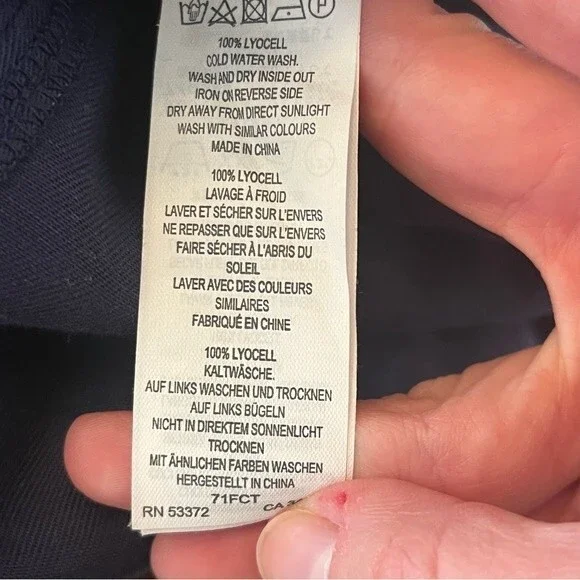 P
100% LYOCELL
COLD WATER WASH.
WASH AND DRY INSIDE OUT
IRON ON REVERSE SIDE
DRY AWAY FROM DIRECT SUNLIGHT
WASH WITH SIMILAR COLOURS
MADE IN CHINA
100% LYOCELL
LAVAGE À FROID
LAVER ET SÉCHER SUR L'ENVERS
NE REPASSER QUE SUR L'ENVERS
FAIRE SÉCHER À L'ABRIS DU
SOLEIL
LAVER AVEC DES COULEURS
SIMILAIRES
FABRIQUÉ EN CHINE
100% LYOCELL
KALTWÄSCHE.
AUF LINKS WASCHEN UND TROCKNEN
AUF LINKS BÜGELN
NICHT IN DIREKTEM SONNENLICHT
TROCKNEN
MIT ÄHNLICHEN FARBEN WASCHEN
HERGESTELLT IN CHINA
71FCT
RN 53372 CA